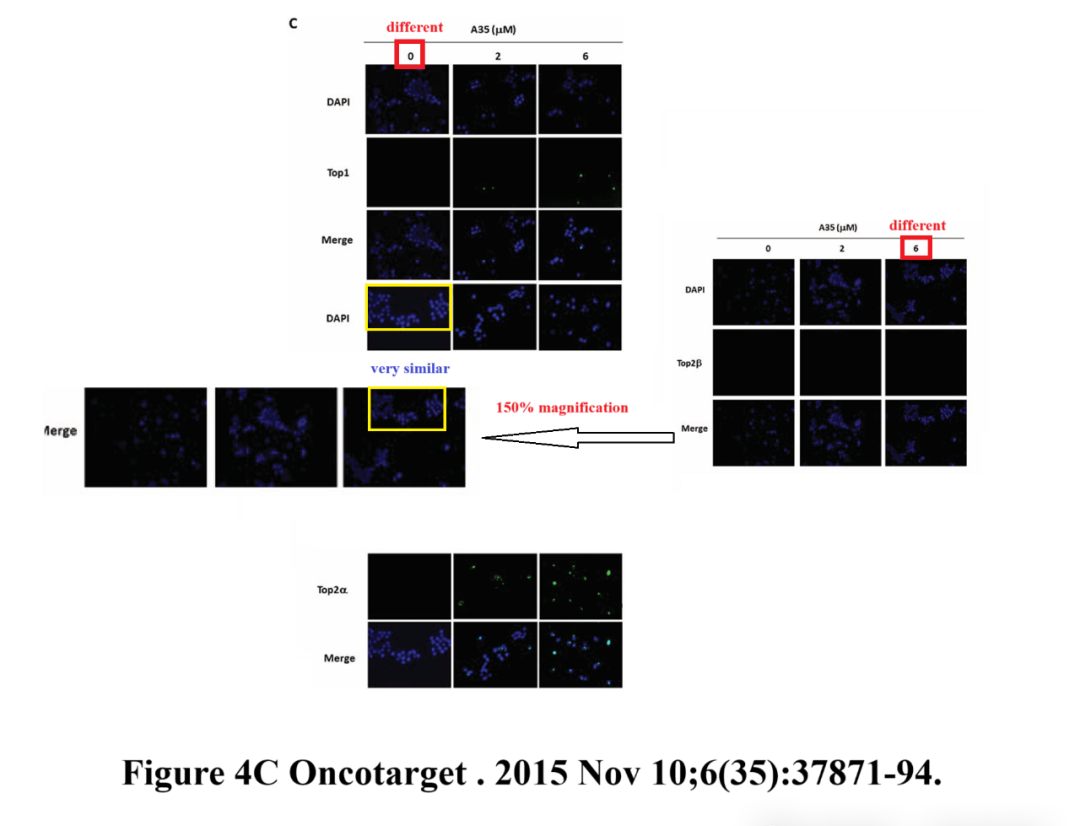 C
different
A35 (μM)
0 2 6
DAPI
Top1
Merge
DAPI
different
A35 (μM)
0 2 6
DAPI
Top2β
Merge
very similar
150% magnification
Top2α
Merge
Figure 4C Oncotarget . 2015 Nov 10;6(35):37871-94.